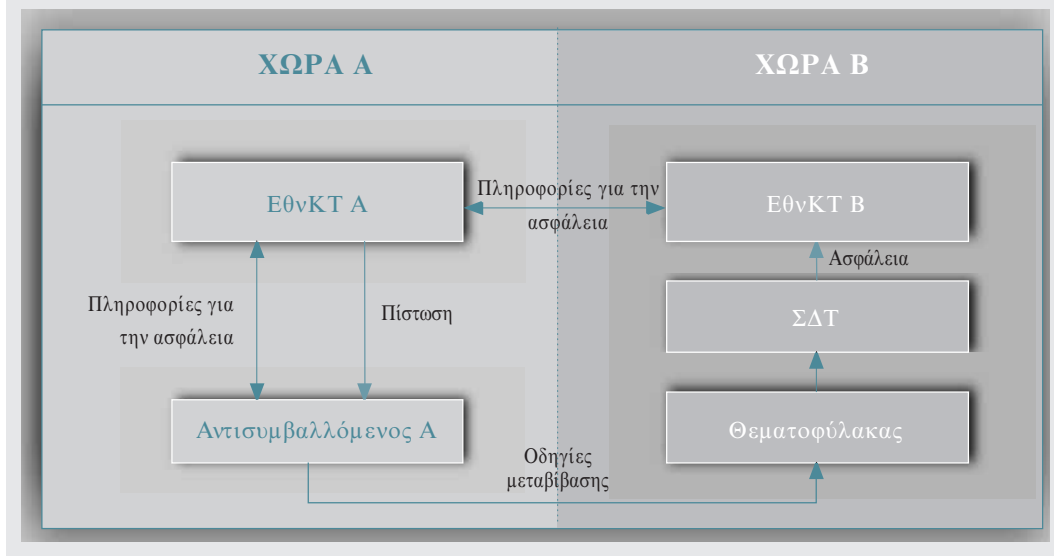 ΧΩΡΑ Α
ΧΩΡΑ Β
ΕθνΚΤ Α
Πληροφορίες για την
ασφάλεια
ΕθνΚΤ Β
Ασφάλεια
Πληροφορίες για
την ασφάλεια
Πίστωση
ΣΔΤ
Αντισυμβαλλόμενος Α
Θεματοφύλακας
Οδηγίες
μεταβίβασης